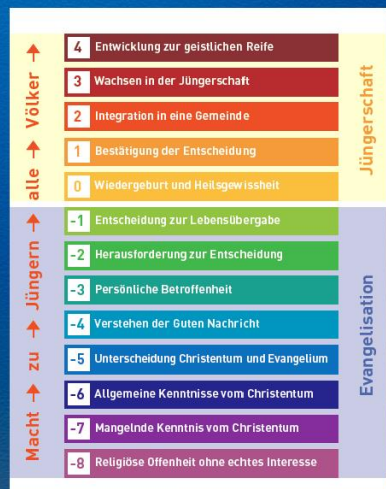 4 Entwicklung zur geistlichen Reife
3 Wachsen in der Jüngerschaft
2 Integration in eine Gemeinde
1 Bestätigung der Entscheidung
0 Wiedergeburt und Heilsgewissheit
-1 Entscheidung zur Lebensübergabe
-2 Herausforderung zur Entscheidung
-3 Persönliche Betroffenheit
-4 Verstehen der Guten Nachricht
-5 Unterscheidung Christentum und Evangelium
-6 Allgemeine Kenntnisse vom Christentum
-7 Mangelnde Kenntnis vom Christentum
-8 Religiöse Offenheit ohne echtes Interesse
Macht → zu → Jüngern → alle → Völker →
Jüngerschaft
Evangelisation